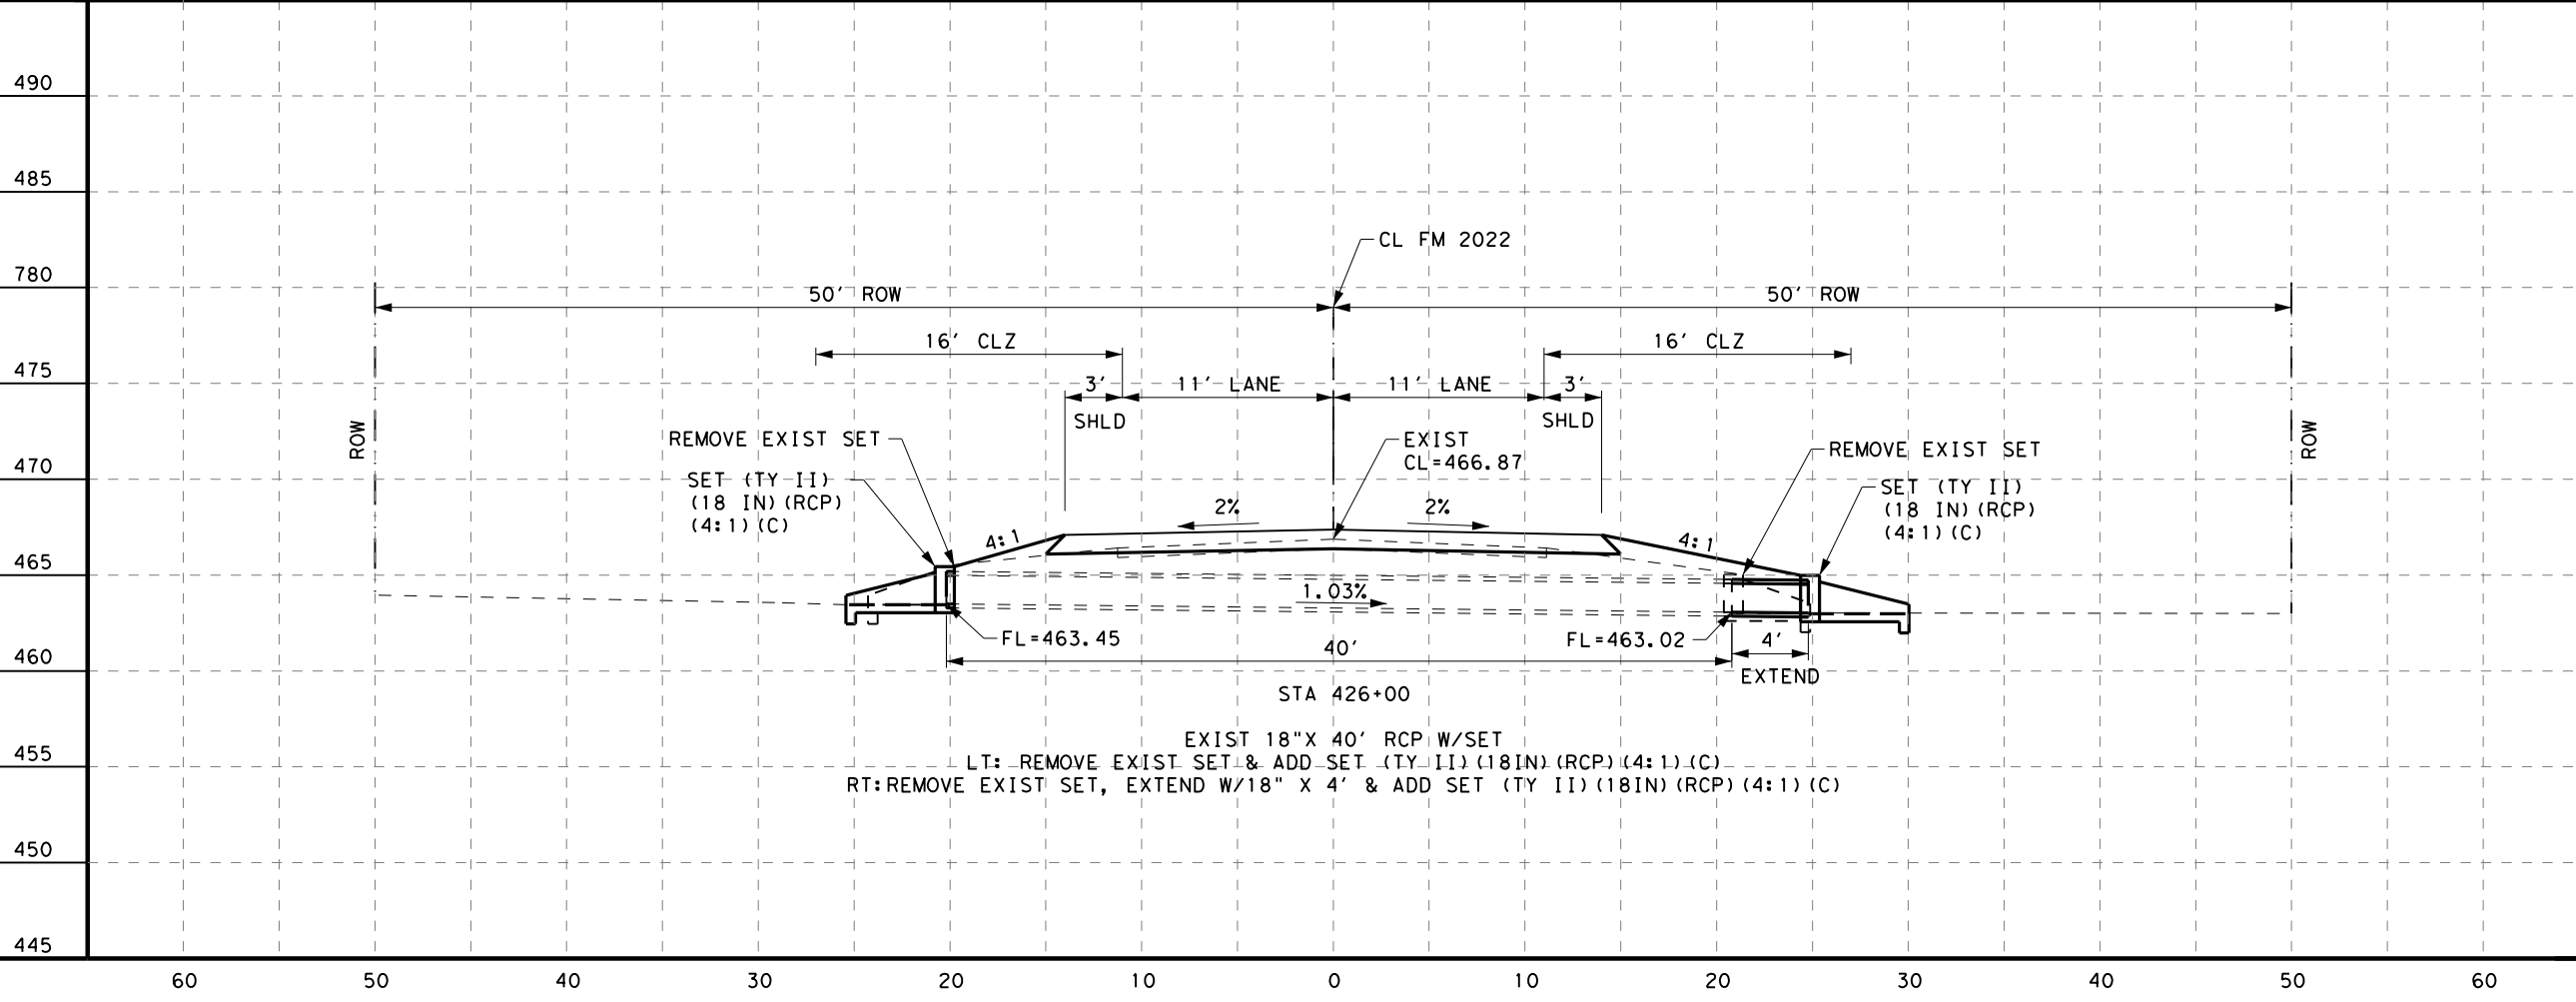 490
485
780
475
470
465
460
455
450
445
CL FM 2022
50' ROW
50' ROW
16' CLZ
16' CLZ
3'
11' LANE
11' LANE
3'
SHLD
SHLD
ROW
ROW
REMOVE EXIST SET
EXIST
CL=466.87
REMOVE EXIST SET
SET (TY II)
(18 IN)(RCP)
(4:1)(C)
SET (TY II)
(18 IN)(RCP)
(4:1)(C)
2%
2%
4:1
4:1
1.03%
FL=463.45
FL=463.02
40'
4'
EXTEND
STA 426+00
EXIST 18"X 40' RCP W/SET
LT: REMOVE EXIST SET & ADD SET (TY II)(18IN)(RCP)(4:1)(C)
RT:REMOVE EXIST SET, EXTEND W/18" X 4' & ADD SET (TY II)(18IN)(RCP)(4:1)(C)
60 50 40 30 20 10 0 10 20 30 40 50 60